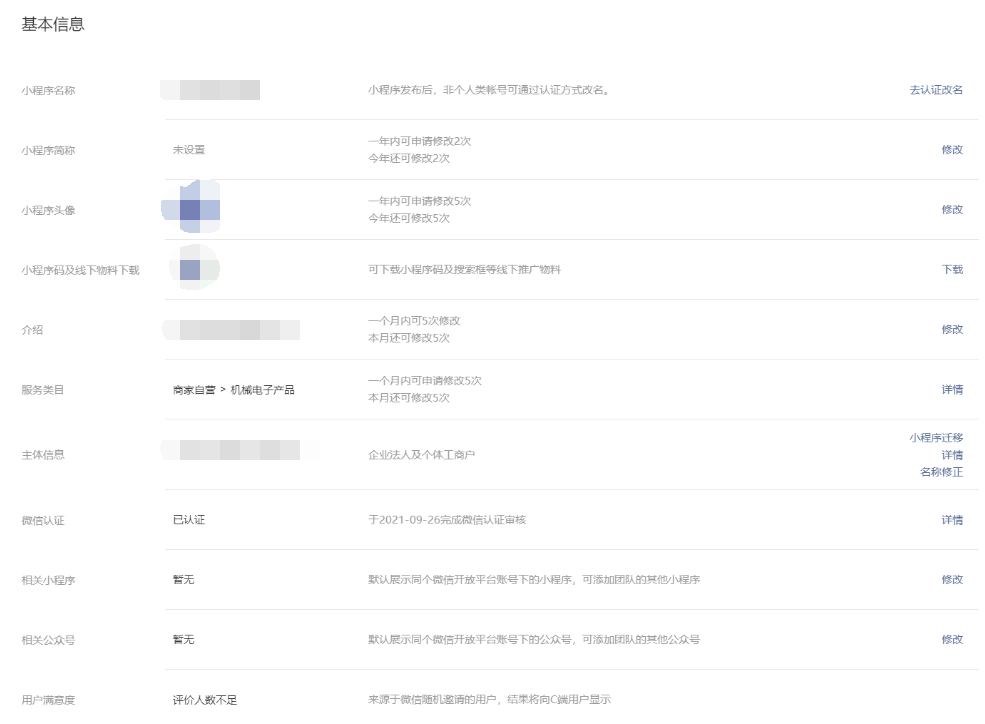 基本信息
小程序名称
小程序发布后，非个人类帐号可通过认证方式改名。
去认证改名
小程序简称
未设置
一年内可申请修改2次
今年还可修改2次
修改
小程序头像
一年内可申请修改5次
今年还可修改5次
修改
小程序码及线下物料下载
可下载小程序码及搜索框等线下推广物料
下载
介绍
一个月内可5次修改
本月还可修改5次
修改
服务类目
商家自营 > 机械电子产品
一个月内可申请修改5次
本月还可修改5次
详情
主体信息
企业法人及个体工商户
小程序迁移
详情
名称修正
微信认证
已认证
于2021-09-26完成微信认证审核
详情
相关小程序
暂无
默认展示同个微信开放平台账号下的小程序，可添加团队的其他小程序
修改
相关公众号
暂无
默认展示同个微信开放平台账号下的公众号，可添加团队的其他公众号
修改
用户满意度
评价人数不足
来源于微信随机邀请的用户，结果将向C端用户显示